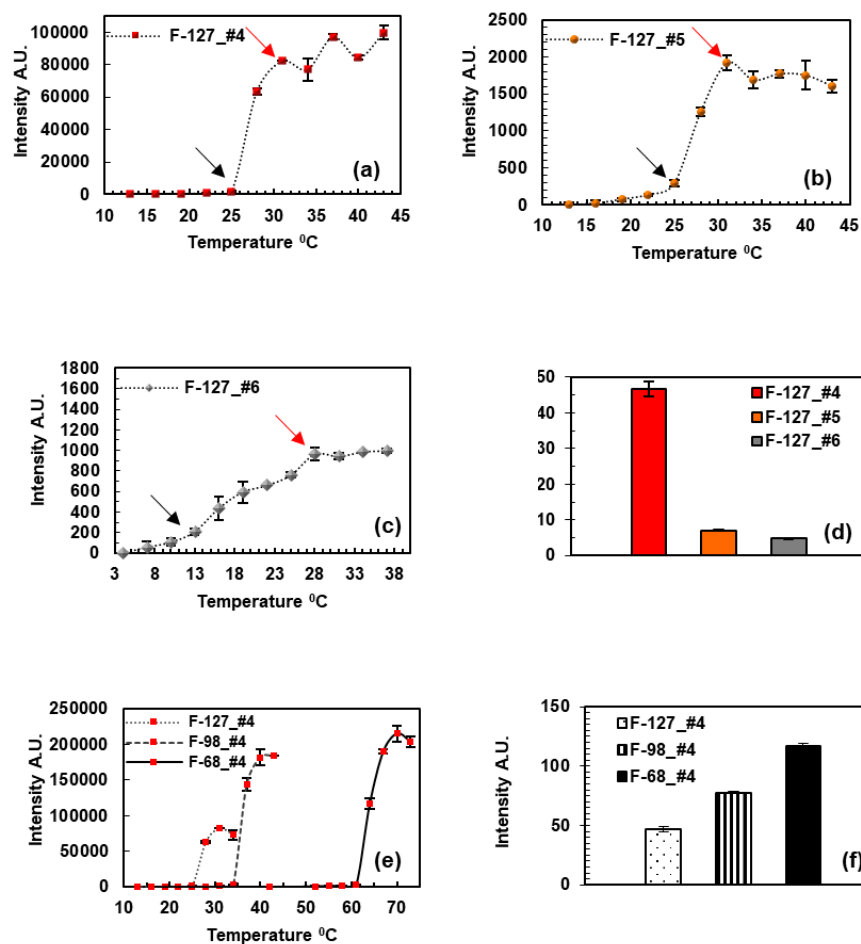 F-127_#4
Intensity A.U.
100000
80000
60000
40000
20000
0
10 15 20 25 30 35 40 45
Temperature ⁰C
(a)
F-127_#5
Intensity A.U.
2500
2000
1500
1000
500
0
10 15 20 25 30 35 40 45
Temperature ⁰C
(b)
F-127_#6
Intensity A.U.
1800
1600
1400
1200
1000
800
600
400
200
0
3 8 13 18 23 28 33 38
Temperature ⁰C
(c)
Intensity A.U.
50
40
30
20
10
0
F-127_#4
F-127_#5
F-127_#6
(d)
Intensity A.U.
250000
200000
150000
100000
50000
0
F-127_#4
F-98_#4
F-68_#4
10 20 30 40 50 60 70
Temperature ⁰C
(e)
Intensity A.U.
150
100
50
0
F-127_#4
F-98_#4
F-68_#4
(f)